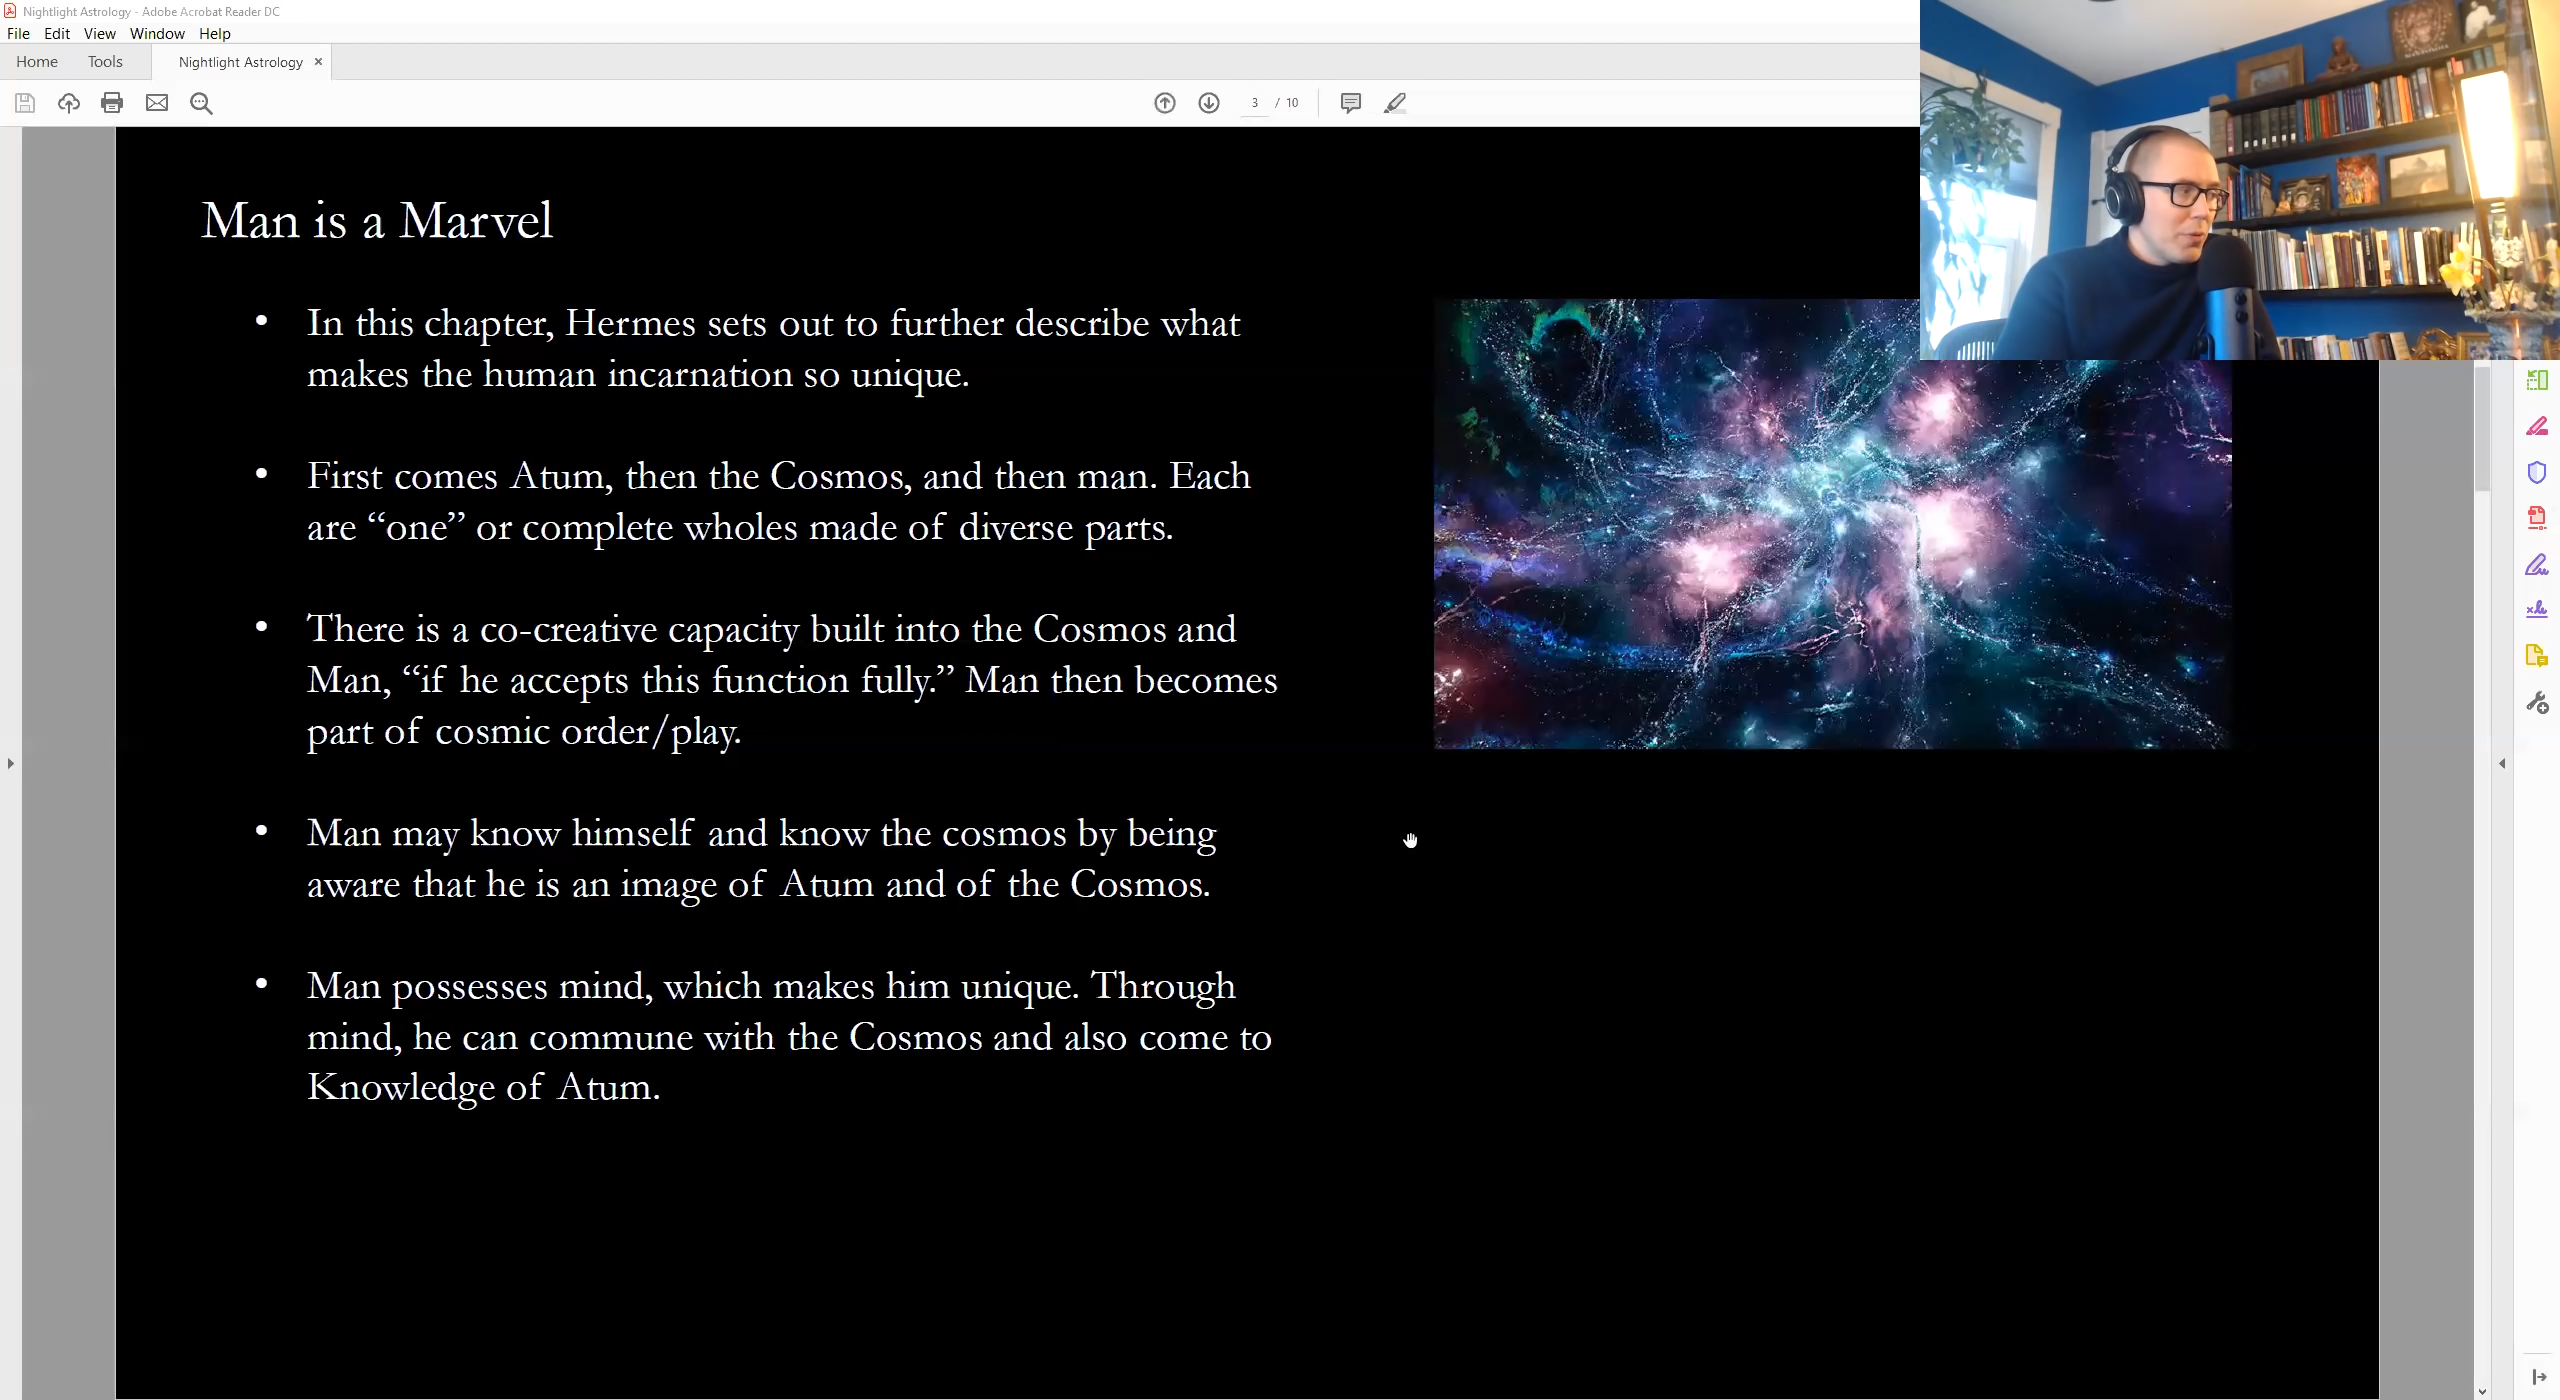 Nightlight Astrology - Adobe Acrobat Reader DC
File Edit View Window Help
Home Tools Nightlight Astrology ×
3 / 10
Man is a Marvel
• In this chapter, Hermes sets out to further describe what
makes the human incarnation so unique.
• First comes Atum, then the Cosmos, and then man. Each
are “one” or complete wholes made of diverse parts.
• There is a co-creative capacity built into the Cosmos and
Man, “if he accepts this function fully.” Man then becomes
part of cosmic order/play.
• Man may know himself and know the cosmos by being
aware that he is an image of Atum and of the Cosmos.
• Man possesses mind, which makes him unique. Through
mind, he can commune with the Cosmos and also come to
Knowledge of Atum.